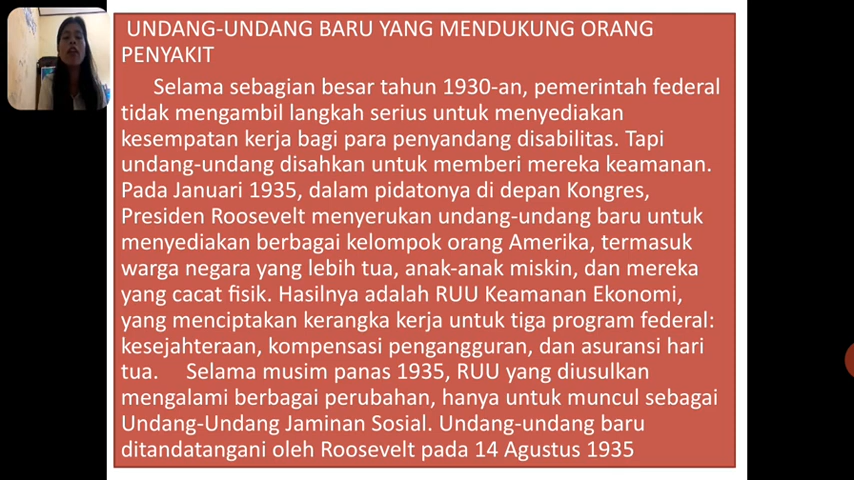 UNDANG-UNDANG BARU YANG MENDUKUNG ORANG
PENYAKIT
Selama sebagian besar tahun 1930-an, pemerintah federal
tidak mengambil langkah serius untuk menyediakan
kesempatan kerja bagi para penyandang disabilitas. Tapi
undang-undang disahkan untuk memberi mereka keamanan.
Pada Januari 1935, dalam pidatonya di depan Kongres,
Presiden Roosevelt menyerukan undang-undang baru untuk
menyediakan berbagai kelompok orang Amerika, termasuk
warga negara yang lebih tua, anak-anak miskin, dan mereka
yang cacat fisik. Hasilnya adalah RUU Keamanan Ekonomi,
yang menciptakan kerangka kerja untuk tiga program federal:
kesejahteraan, kompensasi pengangguran, dan asuransi hari
tua. Selama musim panas 1935, RUU yang diusulkan
mengalami berbagai perubahan, hanya untuk muncul sebagai
Undang-Undang Jaminan Sosial. Undang-undang baru
ditandatangani oleh Roosevelt pada 14 Agustus 1935